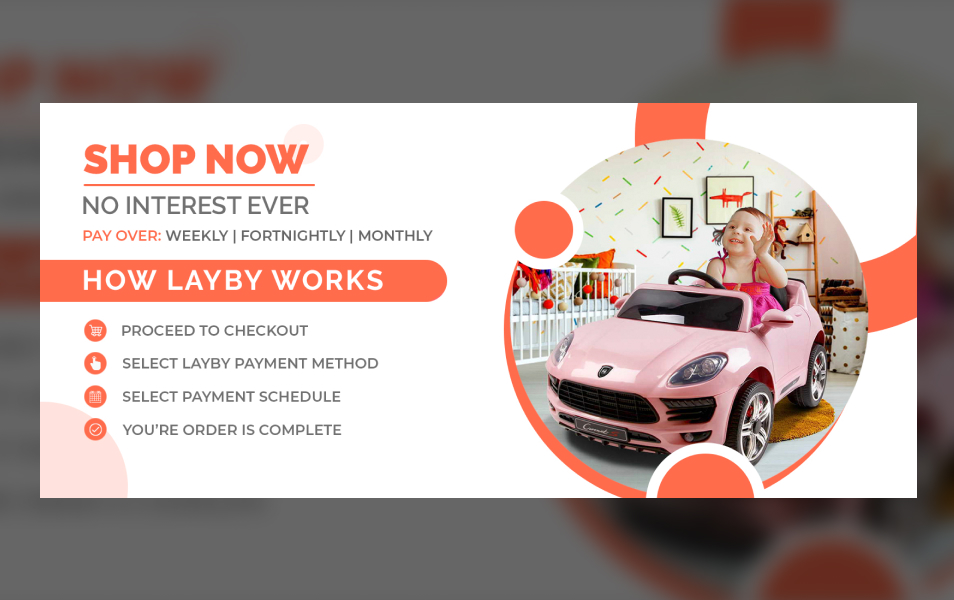 SHOP NOW
NO INTEREST EVER
PAY OVER: WEEKLY | FORTNIGHTLY | MONTHLY
HOW LAYBY WORKS
PROCEED TO CHECKOUT
SELECT LAYBY PAYMENT METHOD
SELECT PAYMENT SCHEDULE
YOU'RE ORDER IS COMPLETE